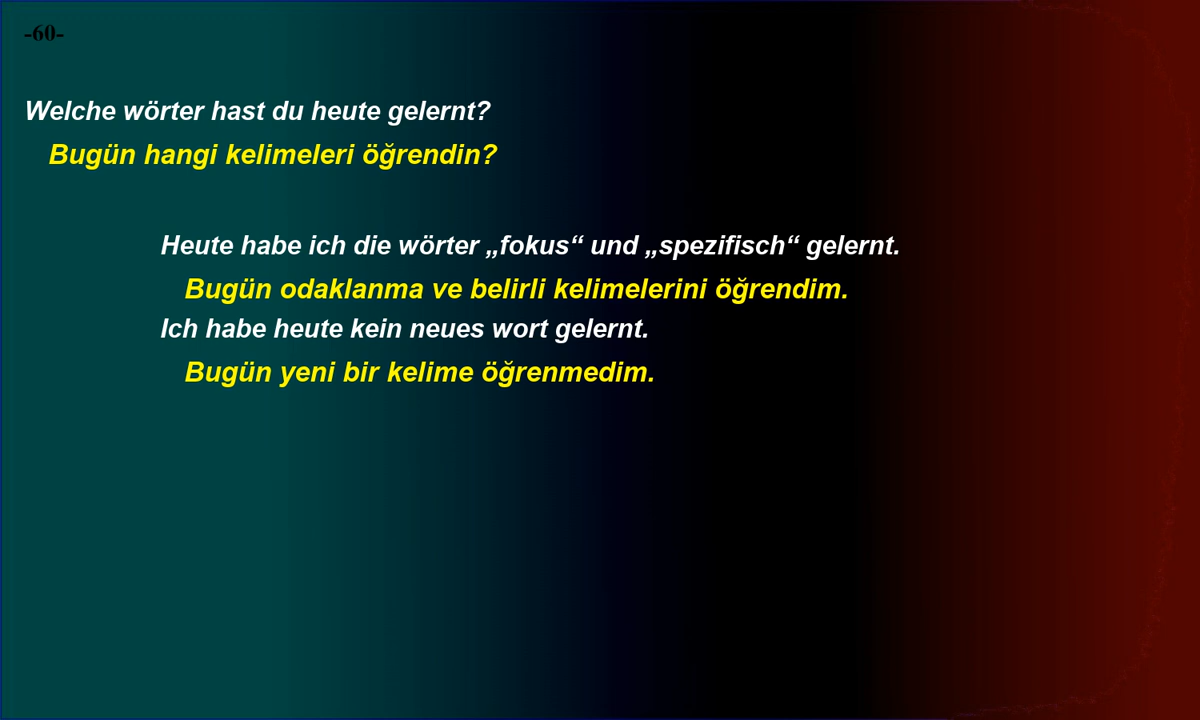 -60-
Welche wörter hast du heute gelernt?
Bugün hangi kelimeleri öğrendin?
Heute habe ich die wörter „fokus“ und „spezifisch“ gelernt.
Bugün odaklanma ve belirli kelimelerini öğrendim.
Ich habe heute kein neues wort gelernt.
Bugün yeni bir kelime öğrenmedim.